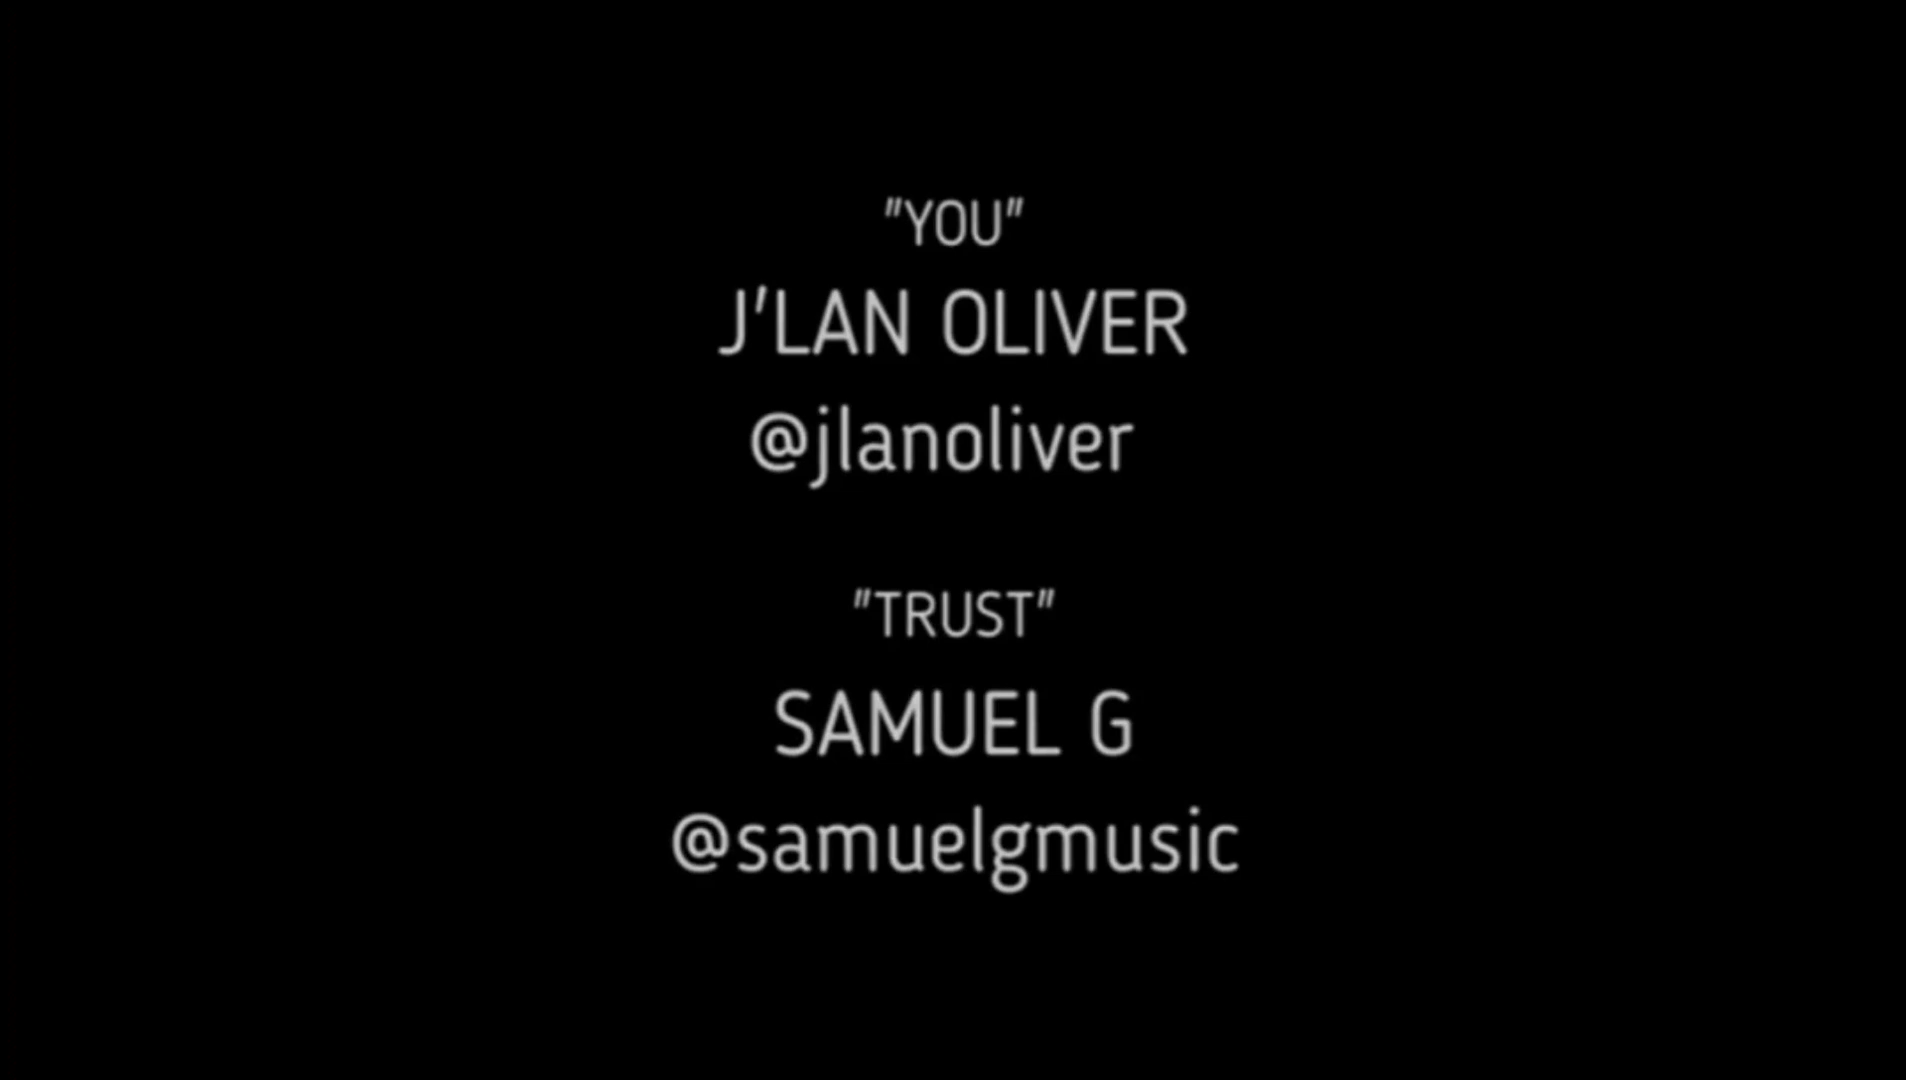 "YOU"
J'LAN OLIVER
@jlanoliver
"TRUST"
SAMUEL G
@samuelgmusic